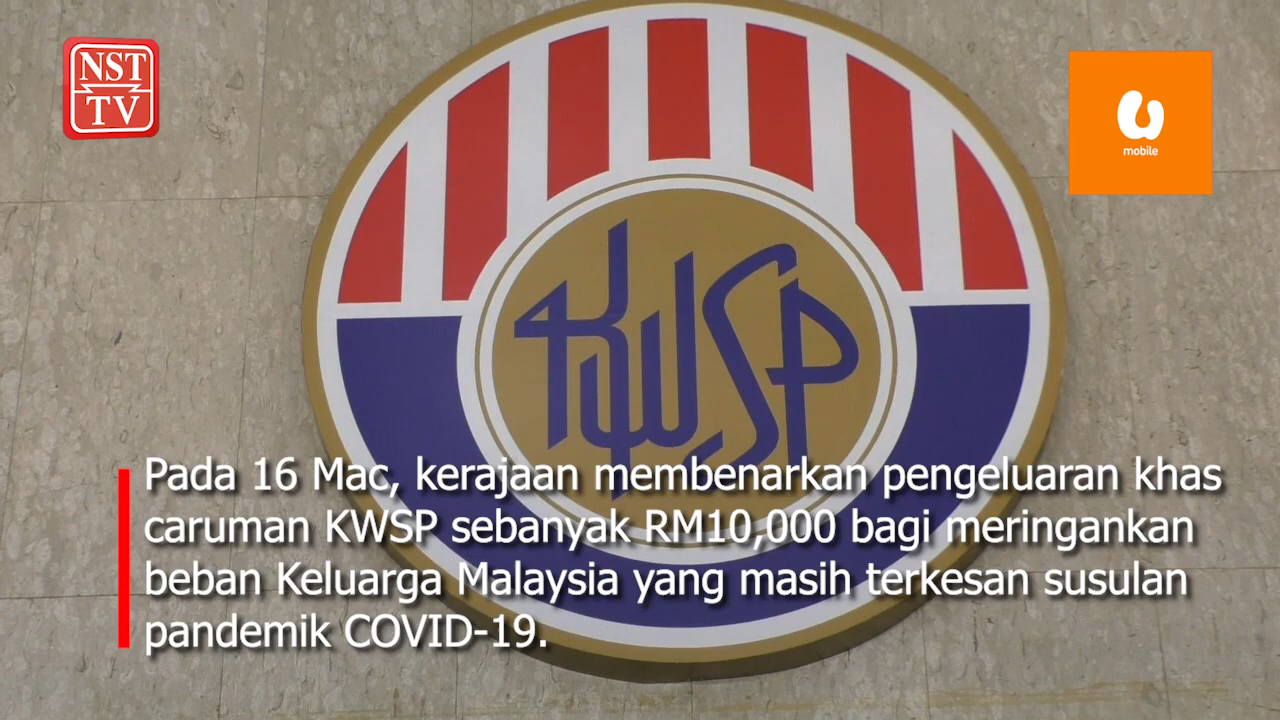 NST
TV
mobile
KWSP
Pada 16 Mac, kerajaan membenarkan pengeluaran khas
caruman KWSP sebanyak RM10,000 bagi meringankan
beban Keluarga Malaysia yang masih terkesan susulan
pandemik COVID-19.